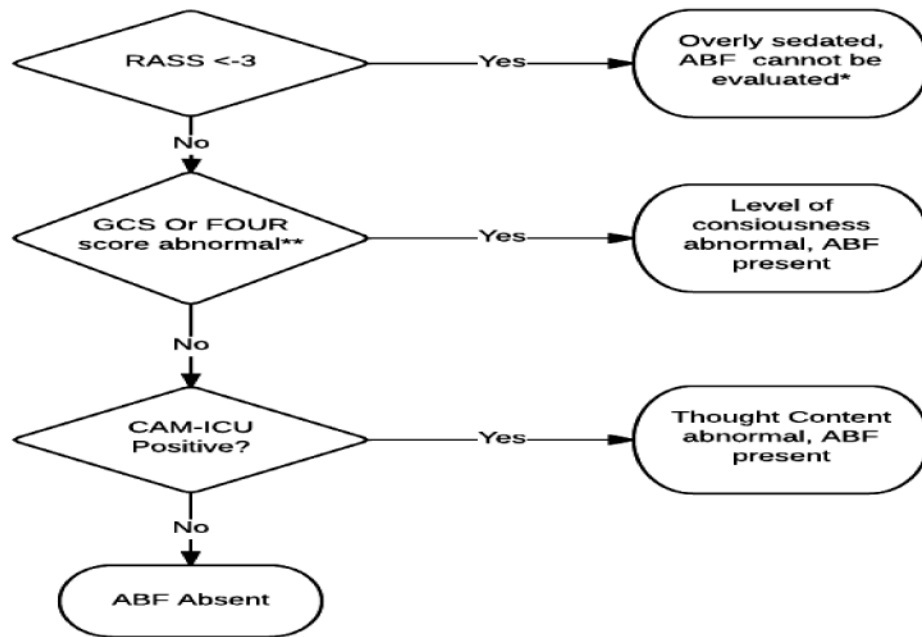 RASS <-3
Yes
Overly sedated,
ABF cannot be
evaluated*
No
GCS Or FOUR
score abnormal**
Yes
Level of
consiousness
abnormal, ABF
present
No
CAM-ICU
Positive?
Yes
Thought Content
abnormal, ABF
present
No
ABF Absent